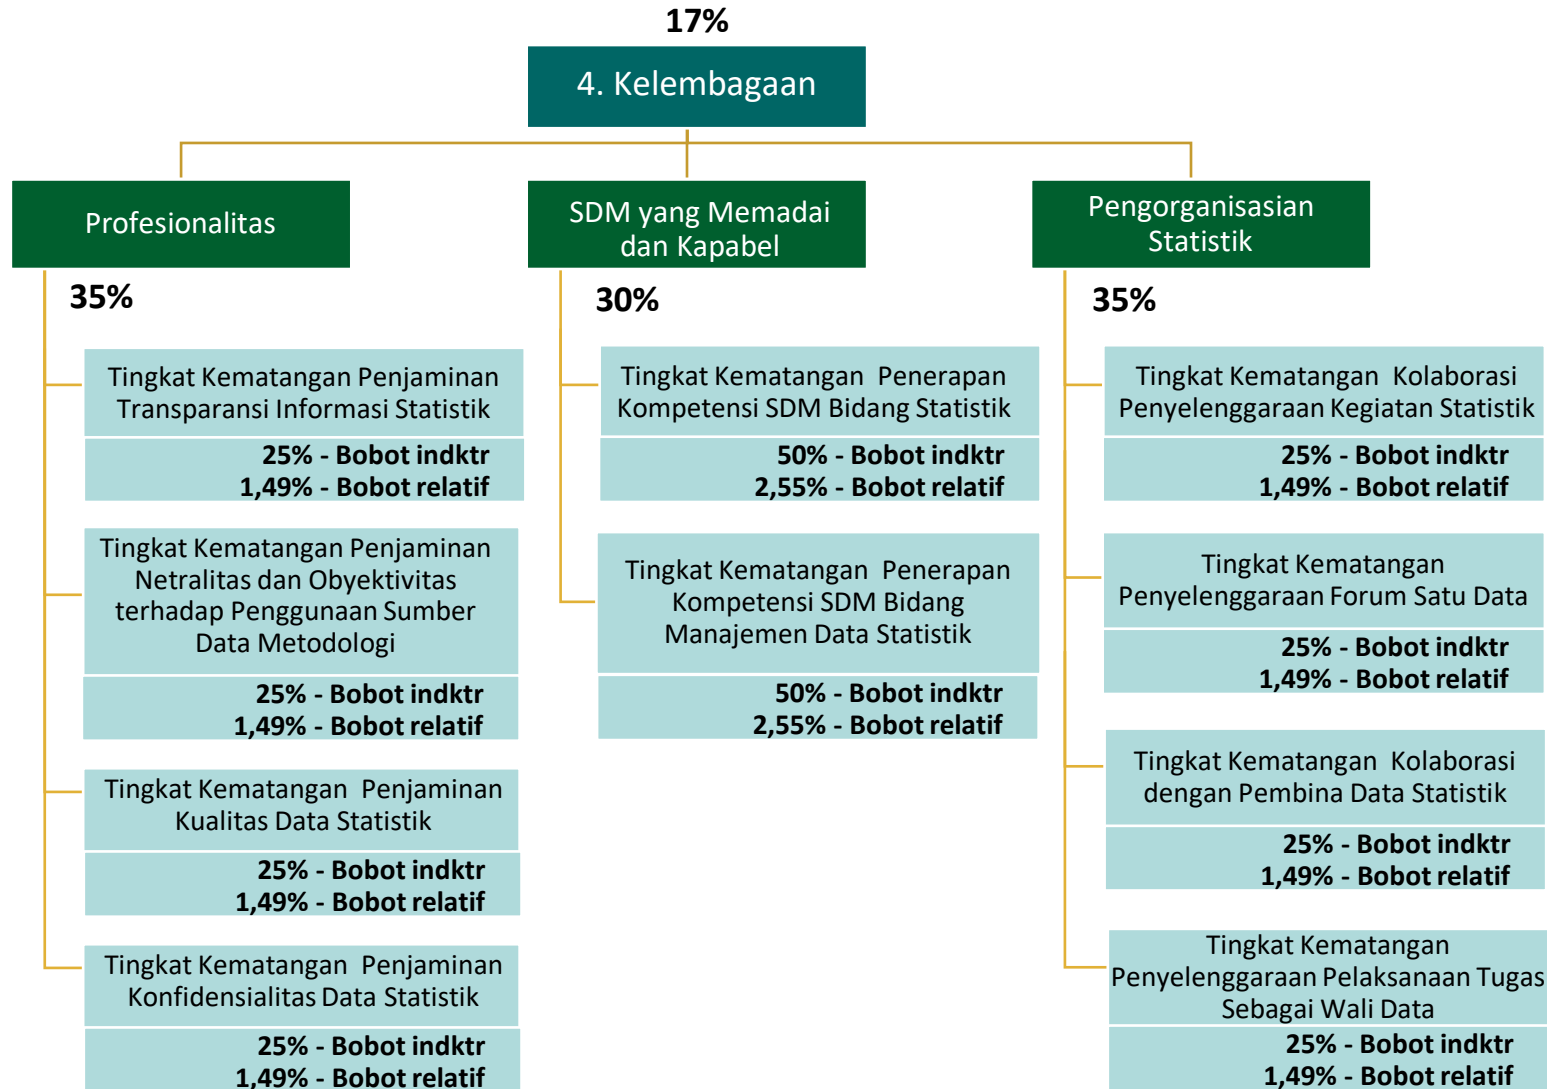 17%
4. Kelembagaan
Profesionalitas
35%
Tingkat Kematangan Penjaminan
Transparansi Informasi Statistik
25% - Bobot indktr
1,49% - Bobot relatif
Tingkat Kematangan Penjaminan
Netralitas dan Obyektivitas
terhadap Penggunaan Sumber
Data Metodologi
25% - Bobot indktr
1,49% - Bobot relatif
Tingkat Kematangan Penjaminan
Kualitas Data Statistik
25% - Bobot indktr
1,49% - Bobot relatif
Tingkat Kematangan Penjaminan
Konfidensialitas Data Statistik
25% - Bobot indktr
1,49% - Bobot relatif
SDM yang Memadai
dan Kapabel
30%
Tingkat Kematangan Penerapan
Kompetensi SDM Bidang Statistik
50% - Bobot indktr
2,55% - Bobot relatif
Tingkat Kematangan Penerapan
Kompetensi SDM Bidang
Manajemen Data Statistik
50% - Bobot indktr
2,55% - Bobot relatif
Pengorganisasian
Statistik
35%
Tingkat Kematangan Kolaborasi
Penyelenggaraan Kegiatan Statistik
25% - Bobot indktr
1,49% - Bobot relatif
Tingkat Kematangan
Penyelenggaraan Forum Satu Data
25% - Bobot indktr
1,49% - Bobot relatif
Tingkat Kematangan Kolaborasi
dengan Pembina Data Statistik
25% - Bobot indktr
1,49% - Bobot relatif
Tingkat Kematangan
Penyelenggaraan Pelaksanaan Tugas
Sebagai Wali Data
25% - Bobot indktr
1,49% - Bobot relatif